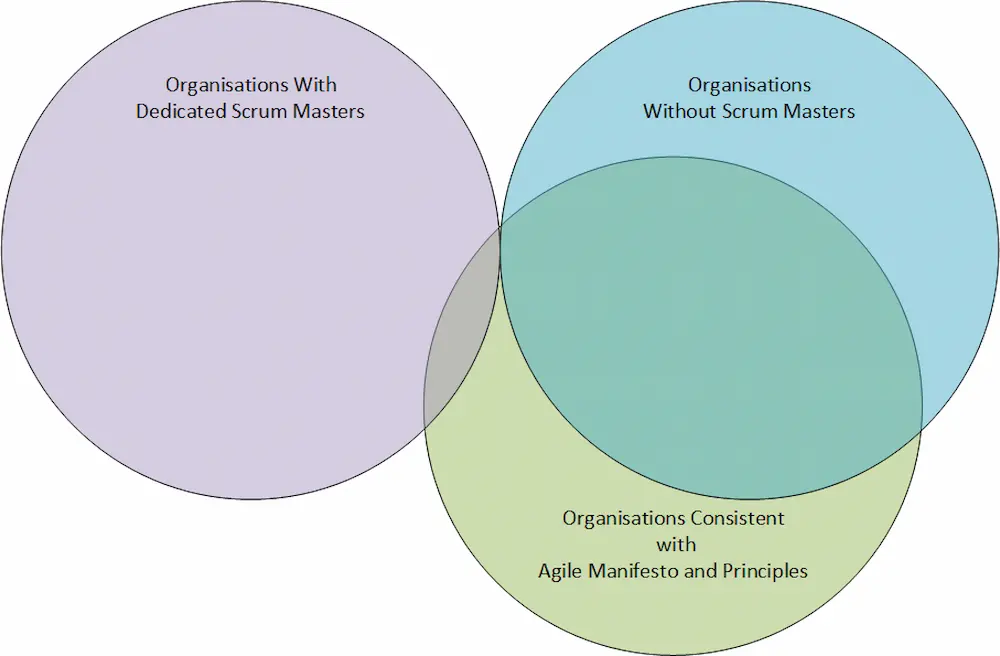 Organisations With
Dedicated Scrum Masters
Organisations
Without Scrum Masters
Organisations Consistent
with
Agile Manifesto and Principles